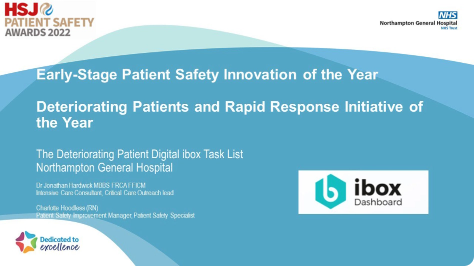 HSJ
PATIENT SAFETY
AWARDS 2022
NHS
Northampton General Hospital
NHS Trust
Early-Stage Patient Safety Innovation of the Year
Deteriorating Patients and Rapid Response Initiative of
the Year
The Deteriorating Patient Digital ibox Task List
Northampton General Hospital
Dr Jonathan Hardwick MBBS FRCA FFICM
Intensive Care Consultant, Critical Care Outreach lead
Charlotte Hoodless (RN)
Patient Safety Improvement Manager, Patient Safety Specialist
ibox
Dashboard
Dedicated to
excellence